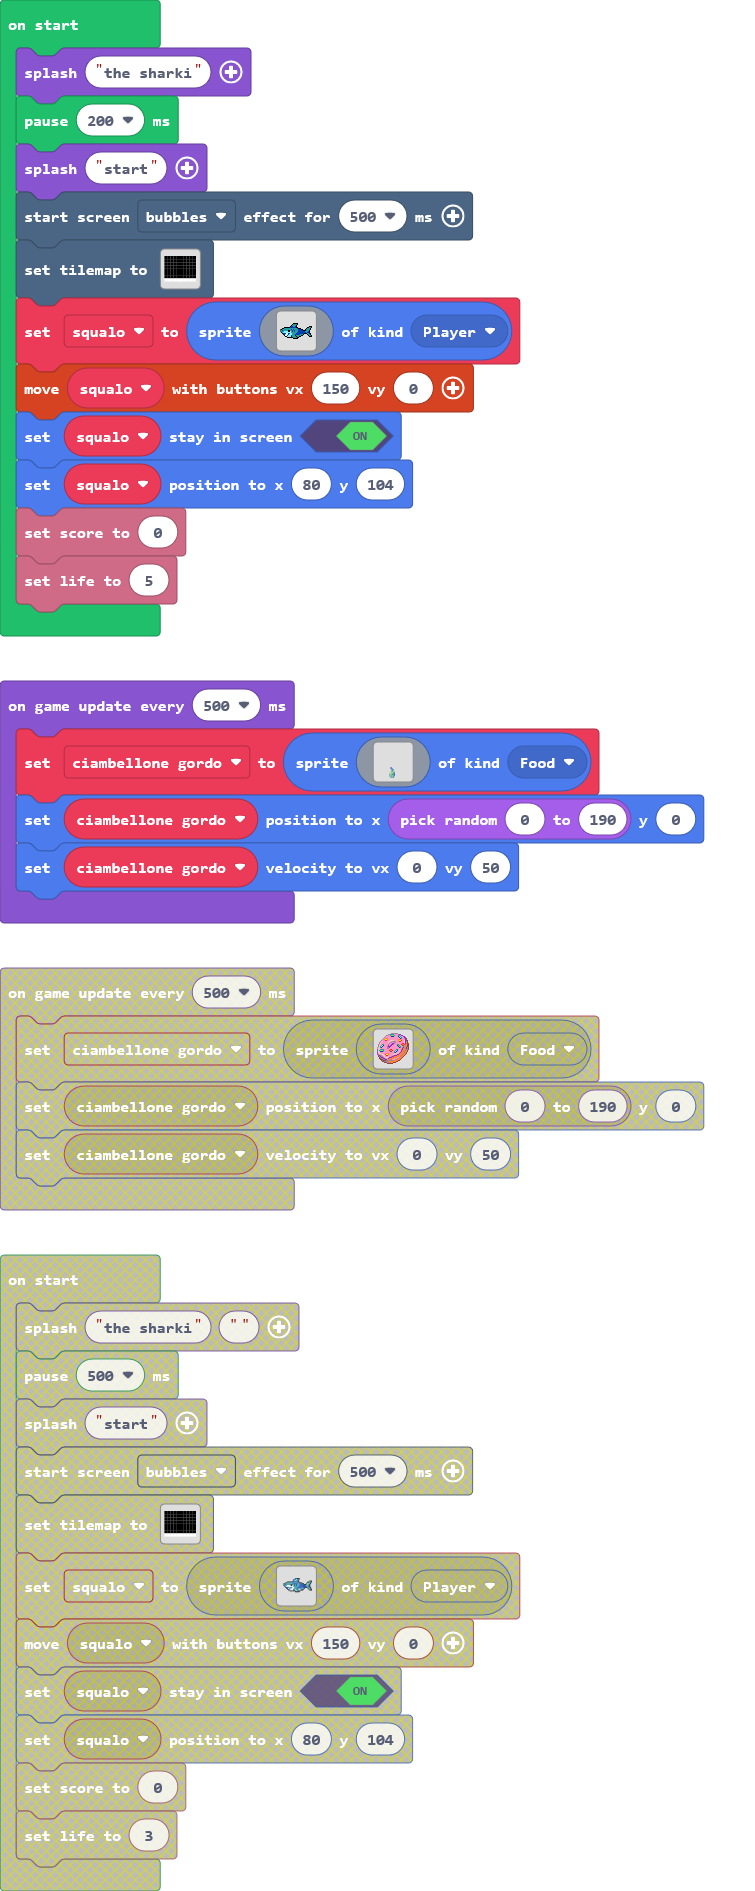 on start
splash "the sharki"
pause 200 ms
splash "start"
start screen bubbles effect for 500 ms
set tilemap to
set squalo to sprite of kind Player
move squalo with buttons vx 150 vy 0
set squalo stay in screen ON
set squalo position to x 80 y 104
set score to 0
set life to 5
on game update every 500 ms
set ciambellone gordo to sprite of kind Food
set ciambellone gordo position to x pick random 0 to 190 y 0
set ciambellone gordo velocity to vx 0 vy 50
on game update every 500 ms
set ciambellone gordo to sprite of kind Food
set ciambellone gordo position to x pick random 0 to 190 y 0
set ciambellone gordo velocity to vx 0 vy 50
on start
splash "the sharki" ""
pause 500 ms
splash "start"
start screen bubbles effect for 500 ms
set tilemap to
set squalo to sprite of kind Player
move squalo with buttons vx 150 vy 0
set squalo stay in screen ON
set squalo position to x 80 y 104
set score to 0
set life to 3